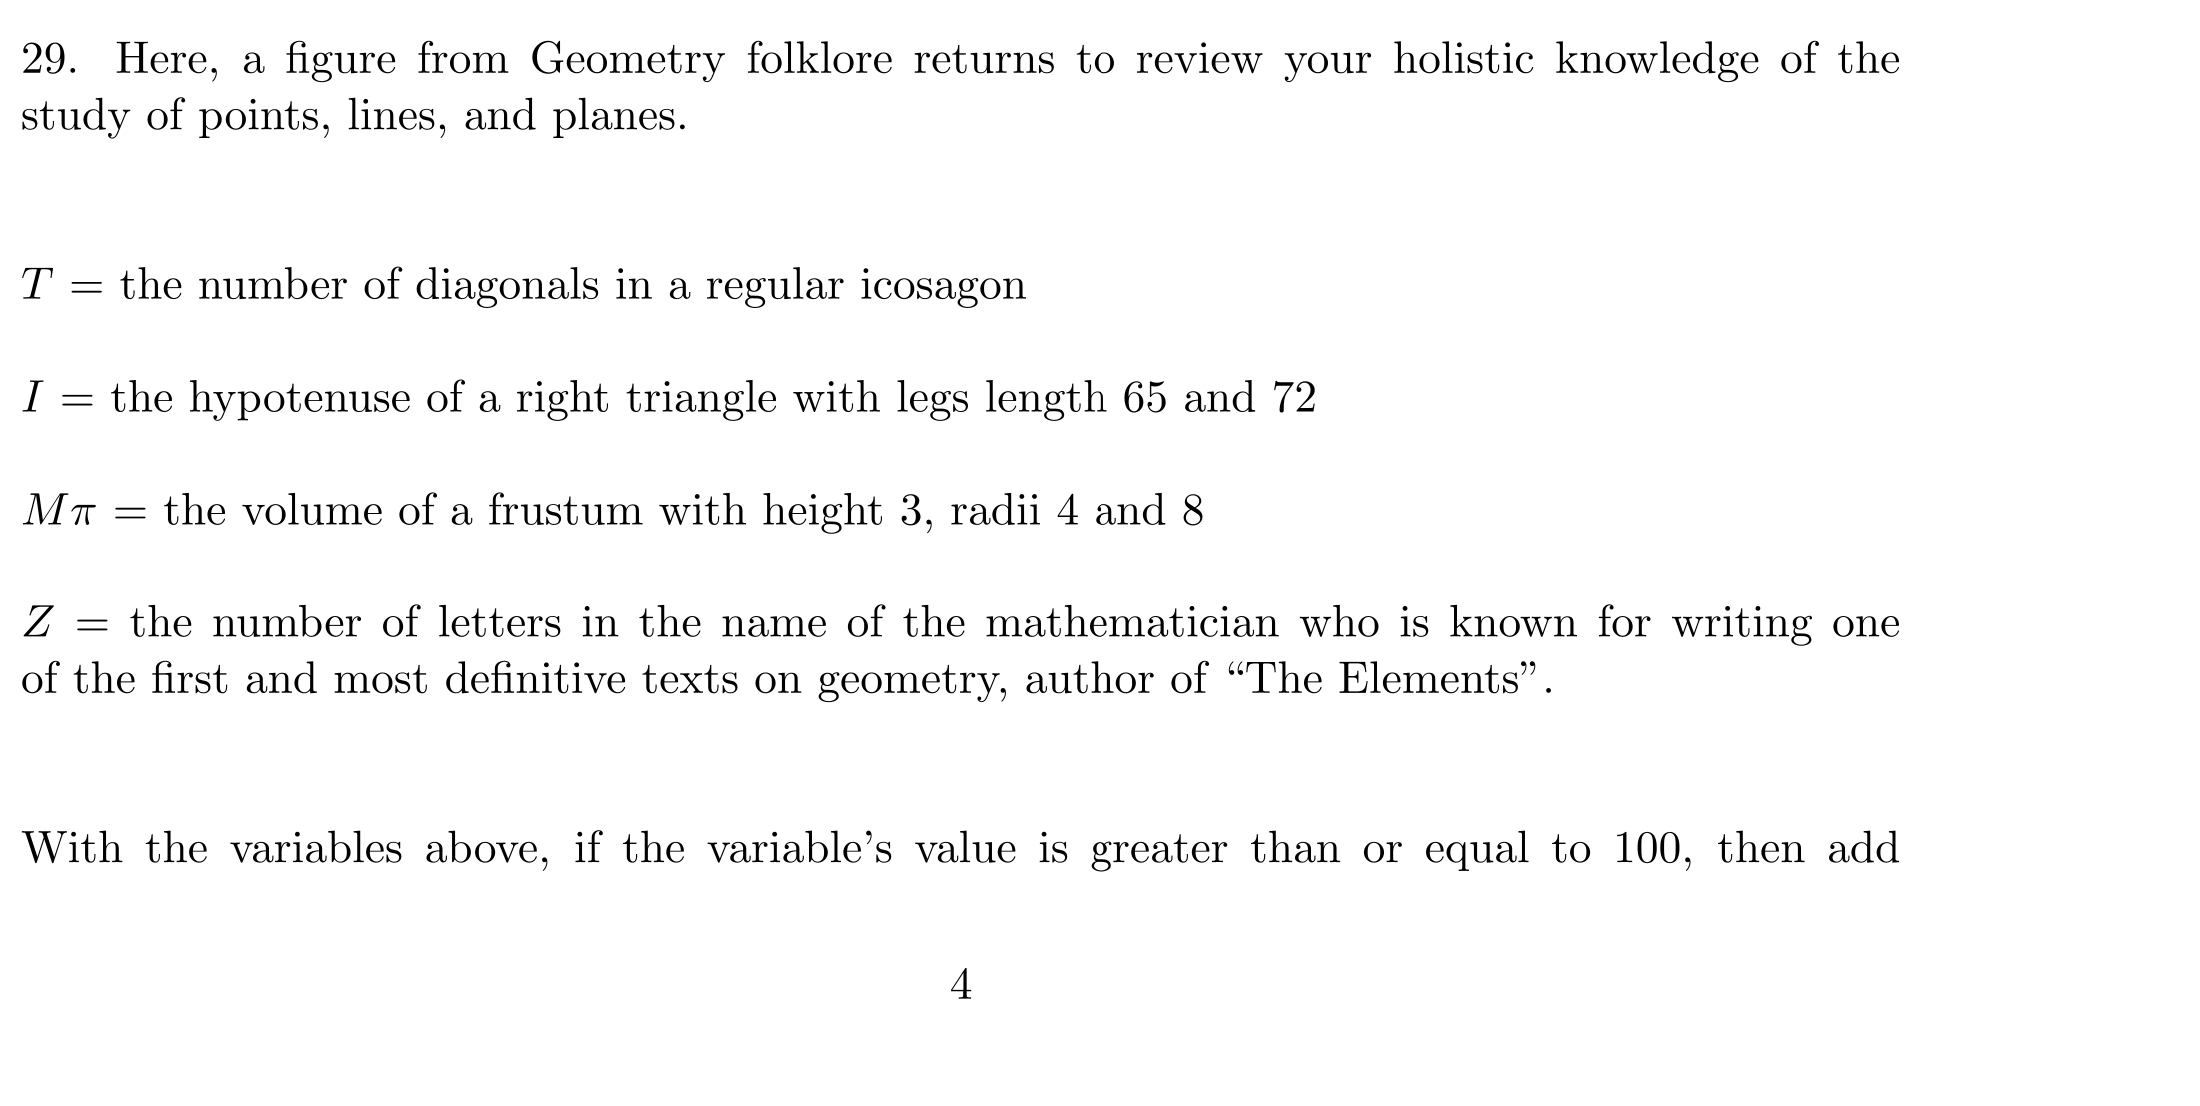 29. Here, a figure from Geometry folklore returns to review your holistic knowledge of the
study of points, lines, and planes.
T = the number of diagonals in a regular icosagon
I = the hypotenuse of a right triangle with legs length 65 and 72
Mπ = the volume of a frustum with height 3, radii 4 and 8
Z = the number of letters in the name of the mathematician who is known for writing one
of the first and most definitive texts on geometry, author of “The Elements”.
With the variables above, if the variable’s value is greater than or equal to 100, then add
4